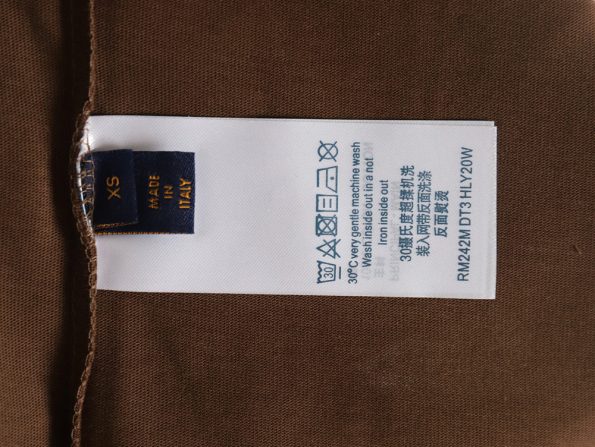 XS
MADE
IN
ITALY
30
30°C very gentle machine wash
Wash inside out in a not
Iron inside out
30摄氏度超揉机洗
装入网带反面洗涤
反面熨烫
RM242M DT3 HLY20W